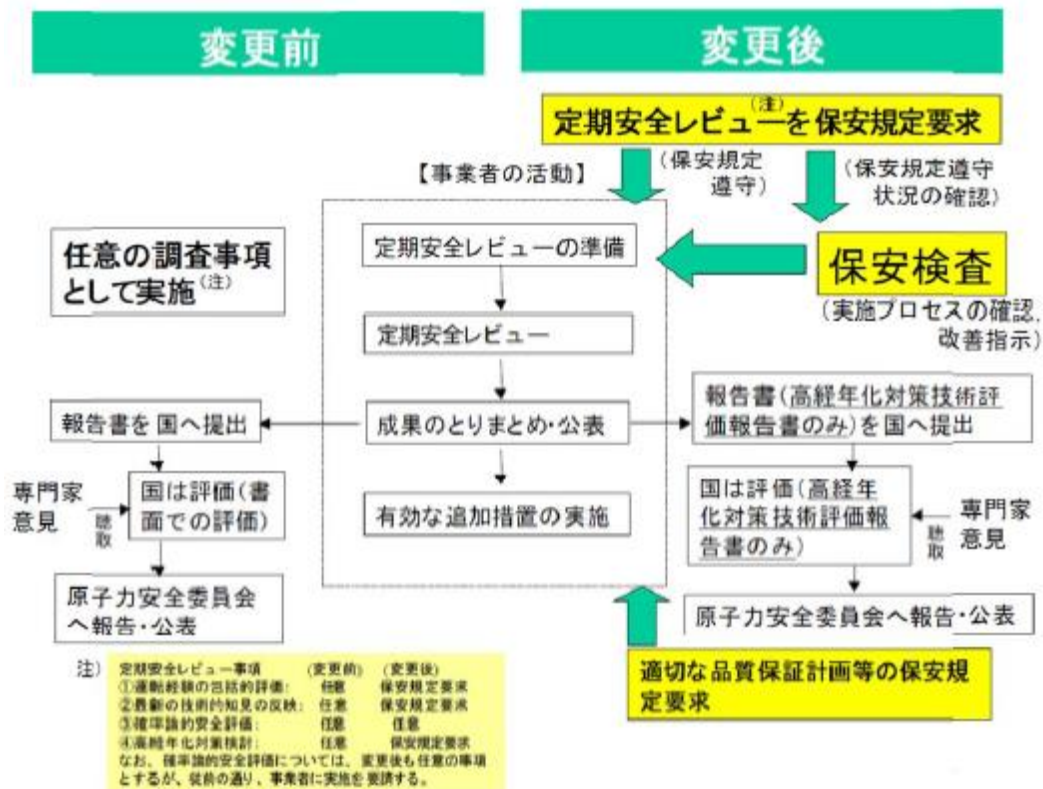 変更前
変更後
定期安全レビュー(注)を保安規定要求
【事業者の活動】
(保安規定
遵守)
(保安規定遵守
状況の確認)
任意の調査事項
として実施(注)
定期安全レビューの準備
保安検査
(実施プロセスの確認,
改善指示)
定期安全レビュー
報告書を国へ提出
成果のとりまとめ・公表
報告書(高経年化対策技術評
価報告書のみ)を国へ提出
専門家
意見
聴取
国は評価(書
面での評価)
有効な追加措置の実施
国は評価(高経年
化対策技術評価報
告書のみ)
聴取
専門家
意見
原子力安全委員会
へ報告・公表
原子力安全委員会へ報告・公表
適切な品質保証計画等の保安規
定要求
注)
定期安全レビュー事項 (変更前) (変更後)
①運転経験の包括的評価: 任意 保安規定要求
②最新の技術的知見の反映: 任意 保安規定要求
③確率論的安全評価: 任意 任意
④高経年化対策検討: 任意 保安規定要求
なお、確率論的安全評価については、変更後も任意の事項
とするが、従前の通り、事業者に実施を要請する。